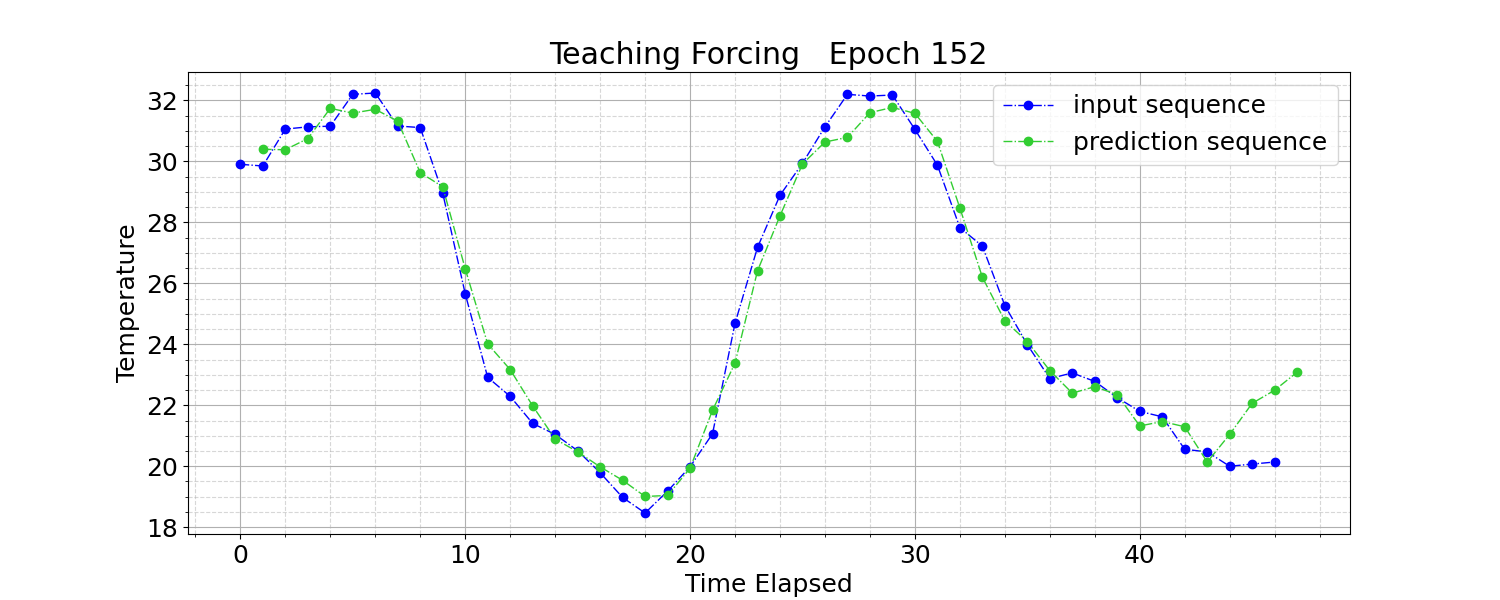 Teaching Forcing   Epoch 152
32
30
28
26
24
22
20
18
Temperature
input sequence
prediction sequence
0 10 20 30 40
Time Elapsed